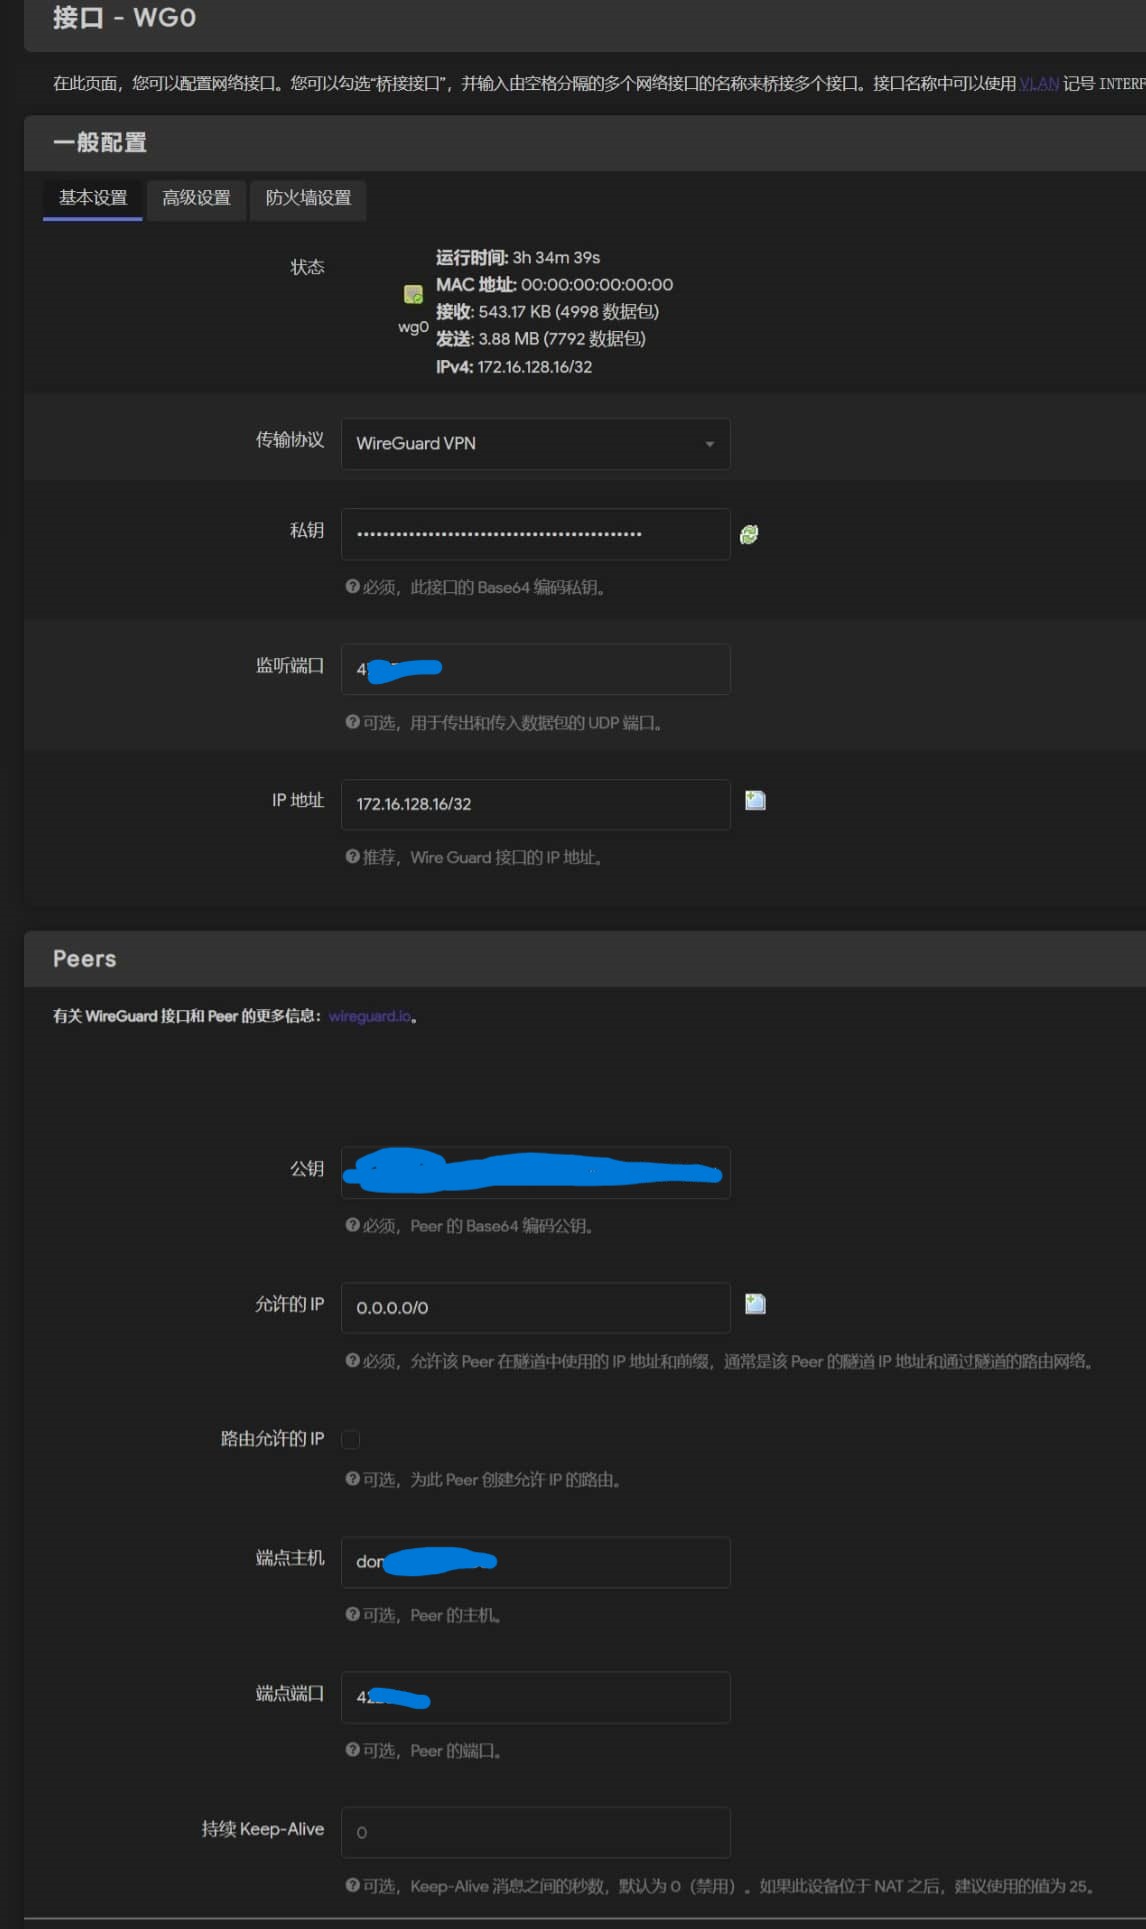 接口 - WG0
在此页面，您可以配置网络接口。您可以勾选“桥接接口”，并输入由空格分隔的多个网络接口的名称来桥接多个接口。接口名称中可以使用 VLAN 记号 INTERF
一般配置
基本设置 高级设置 防火墙设置
状态
wg0
运行时间: 3h 34m 39s
MAC 地址: 00:00:00:00:00:00
接收: 543.17 KB (4998 数据包)
发送: 3.88 MB (7792 数据包)
IPv4: 172.16.128.16/32
传输协议 WireGuard VPN
私钥
必须，此接口的 Base64 编码私钥。
监听端口 4
可选，用于传出和传入数据包的 UDP 端口。
IP 地址 172.16.128.16/32
推荐，Wire Guard 接口的 IP 地址。
Peers
有关 WireGuard 接口和 Peer 的更多信息：wireguard.io。
公钥
必须，Peer 的 Base64 编码公钥。
允许的 IP 0.0.0.0/0
必须，允许该 Peer 在隧道中使用的 IP 地址和前缀，通常是该 Peer 的隧道 IP 地址和通过隧道的路由网络。
路由允许的 IP
可选，为此 Peer 创建允许 IP 的路由。
端点主机 don
可选，Peer 的主机。
端点端口 42
可选，Peer 的端口。
持续 Keep-Alive 0
可选，Keep-Alive 消息之间的秒数，默认为 0（禁用）。如果此设备位于 NAT 之后，建议使用的值为 25。